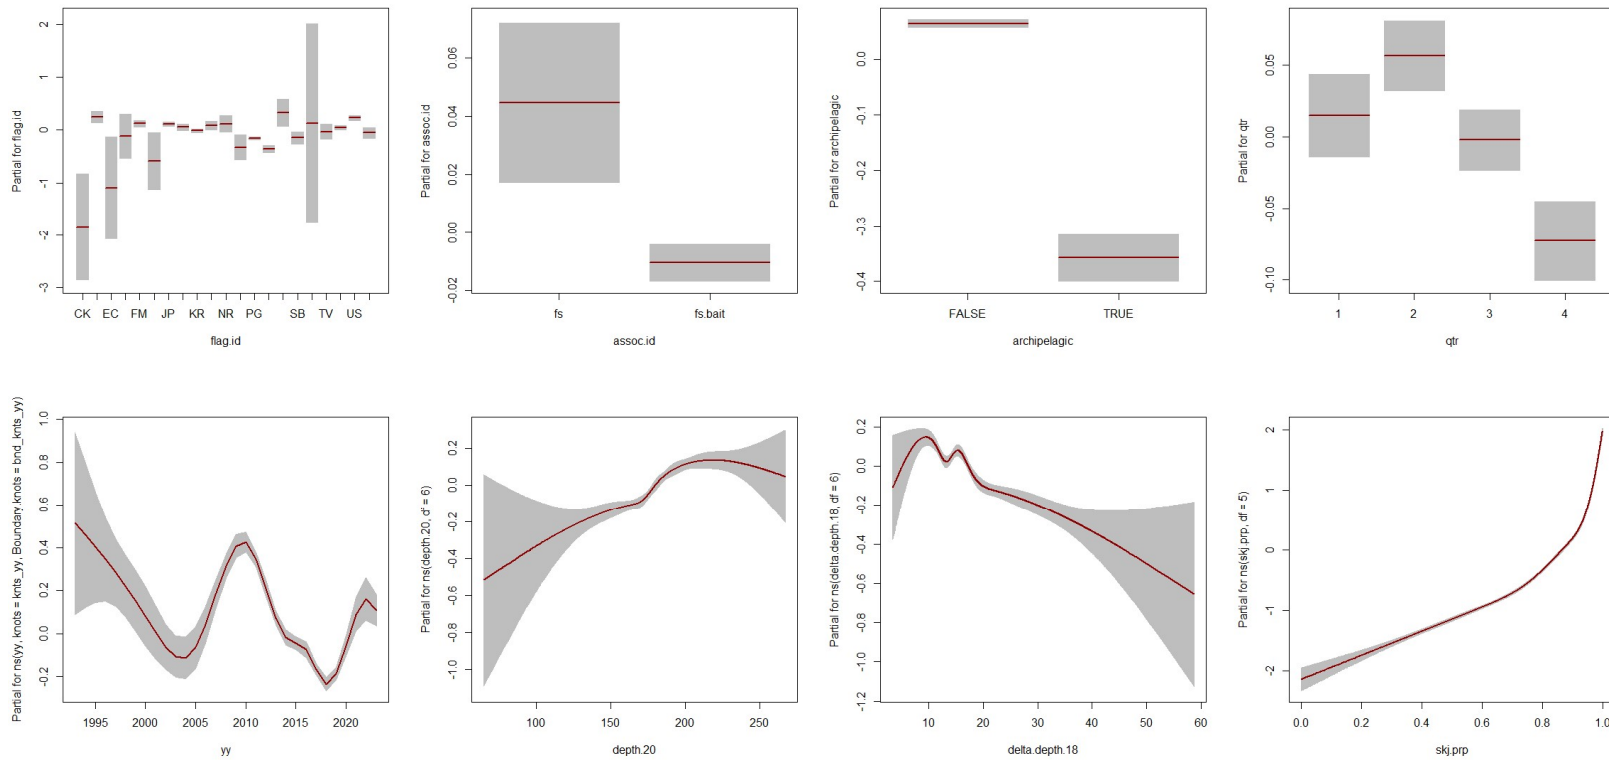 Partial for flag.id
2
1
0
-1
-2
-3
CK EC FM JP KR NR PG SB TV US
flag.id
Partial for assoc.id
0.06
0.04
0.02
0.00
-0.02
fs fs.bait
assoc.id
Partial for archipelagic
0.0
-0.1
-0.2
-0.3
-0.4
FALSE TRUE
archipelagic
Partial for qtr
0.05
0.00
-0.05
-0.10
1 2 3 4
qtr
Partial for ns(yy, knots = knts_yy, Boundary.knots = bnd_knts_yy)
1.0
0.8
0.6
0.4
0.2
0.0
-0.2
1995 2000 2005 2010 2015 2020
yy
Partial for ns(depth.20, df = 6)
0.2
0.0
-0.2
-0.4
-0.6
-0.8
-1.0
100 150 200 250
depth.20
Partial for ns(delta.depth.18, df = 6)
0.2
0.0
-0.2
-0.4
-0.6
-0.8
-1.0
-1.2
10 20 30 40 50 60
delta.depth.18
Partial for ns(skj.prp, df = 5)
2
1
0
-1
-2
0.0 0.2 0.4 0.6 0.8 1.0
skj.prp